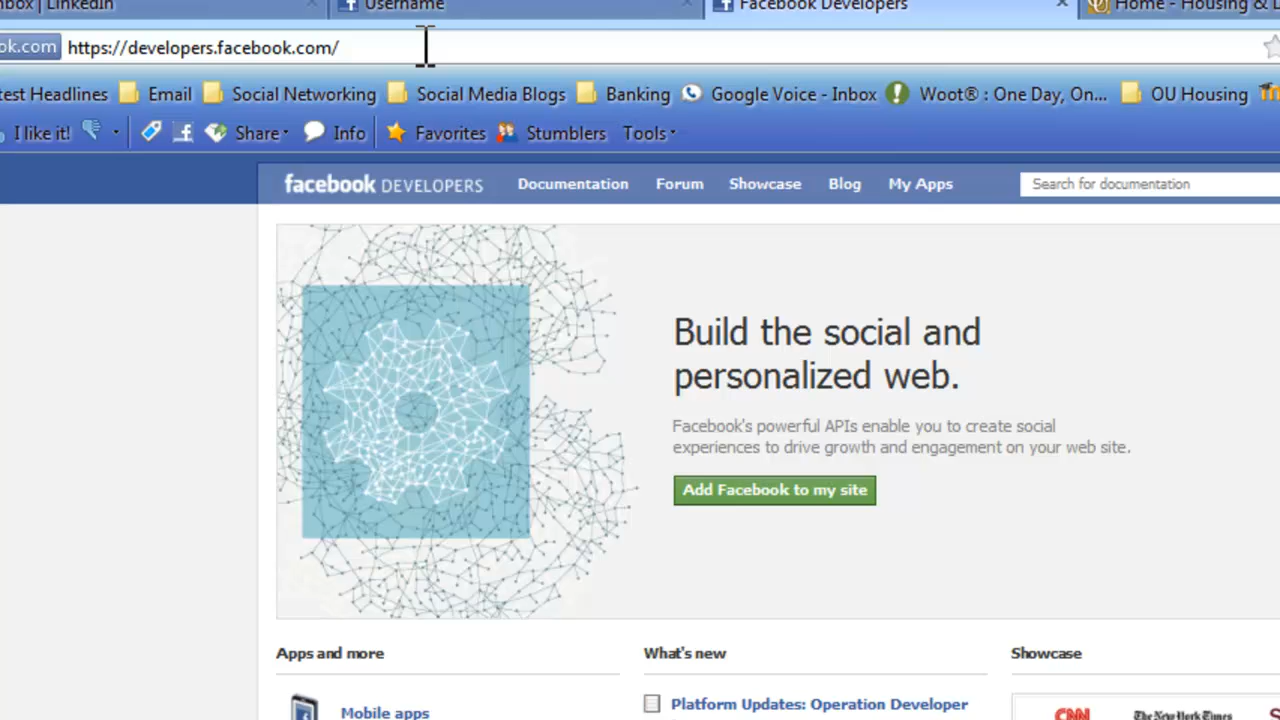 nbox | LinkedIn
Username
Facebook Developers
Home - Housing &
ok.com
https://developers.facebook.com/
test Headlines
Email
Social Networking
Social Media Blogs
Banking
Google Voice - Inbox
Woot® : One Day, On...
OU Housing
I like it!
Share
Info
Favorites
Stumblers
Tools
facebook DEVELOPERS
Documentation
Forum
Showcase
Blog
My Apps
Search for documentation
Build the social and
personalized web.
Facebook's powerful APIs enable you to create social
experiences to drive growth and engagement on your web site.
Add Facebook to my site
Apps and more
What's new
Showcase
Mobile apps
Platform Updates: Operation Developer
CNN
The New York Times